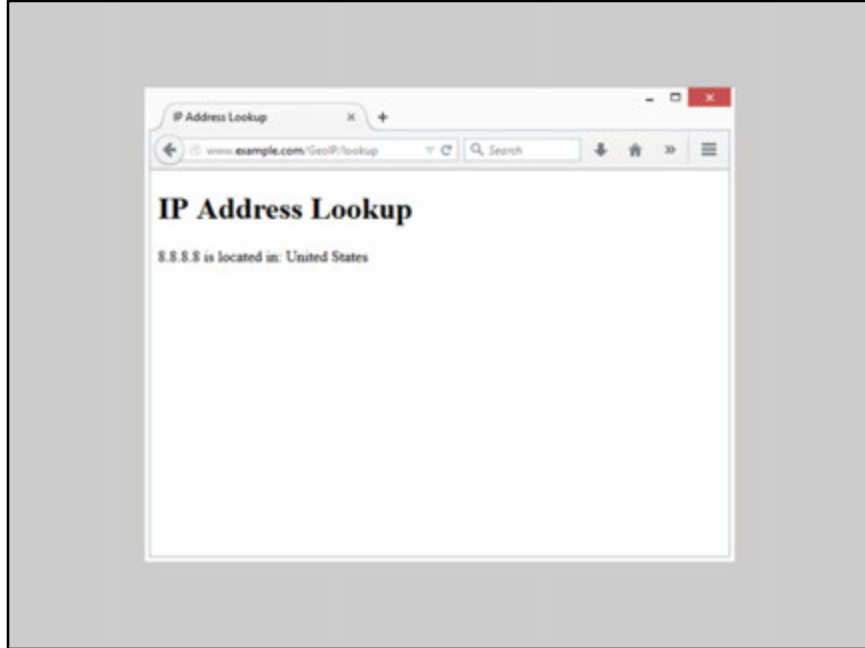 IP Address Lookup
www.example.com/GeoIP/lookup
Search
IP Address Lookup
8.8.8.8 is located in: United States